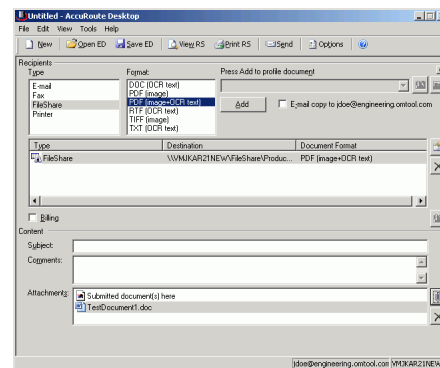 Untitled - AccuRoute Desktop
File Edit View Tools Help
New Open ED Save ED View RS Print RS Send Options
Recipients
Type Format: Press Add to profile document
E-mail
Fax
FileShare
Printer
DOC (OCR text)
PDF (image)
PDF (image+OCR text)
RTF (OCR text)
TIFF (image)
TXT (OCR text)
Add E-mail copy to jdoe@engineering.omtool.com
Type Destination Document Format
FileShare \\VMJKAR21NEW\FileShare\Produc... PDF (image+OCR text)
Billing
Content
Subject:
Comments:
Attachments: Submitted document(s) here
TestDocument1.doc
jdoe@engineering.omtool.com VMJKAR21NEW